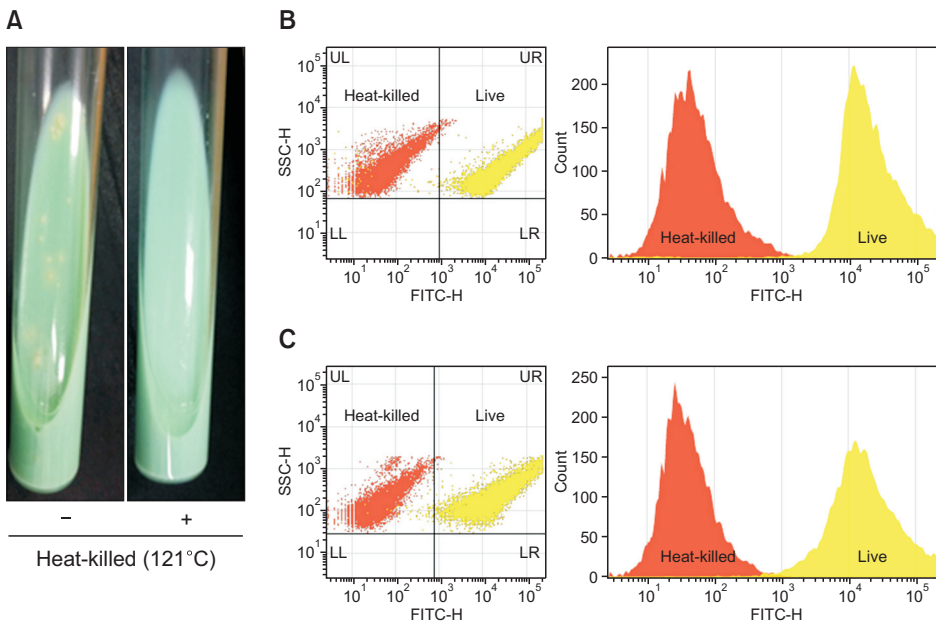 A
− +
Heat-killed (121°C)
B
UL UR
Heat-killed Live
LL LR
SSC-H
10⁵
10⁴
10³
10²
10¹
10¹ 10² 10³ 10⁴ 10⁵
FITC-H
Count
200
150
100
50
0
Heat-killed Live
10¹ 10² 10³ 10⁴ 10⁵
FITC-H
C
UL UR
Heat-killed Live
LL LR
SSC-H
10⁵
10⁴
10³
10²
10¹
10¹ 10² 10³ 10⁴ 10⁵
FITC-H
Count
250
200
150
100
50
0
Heat-killed Live
10¹ 10² 10³ 10⁴ 10⁵
FITC-H